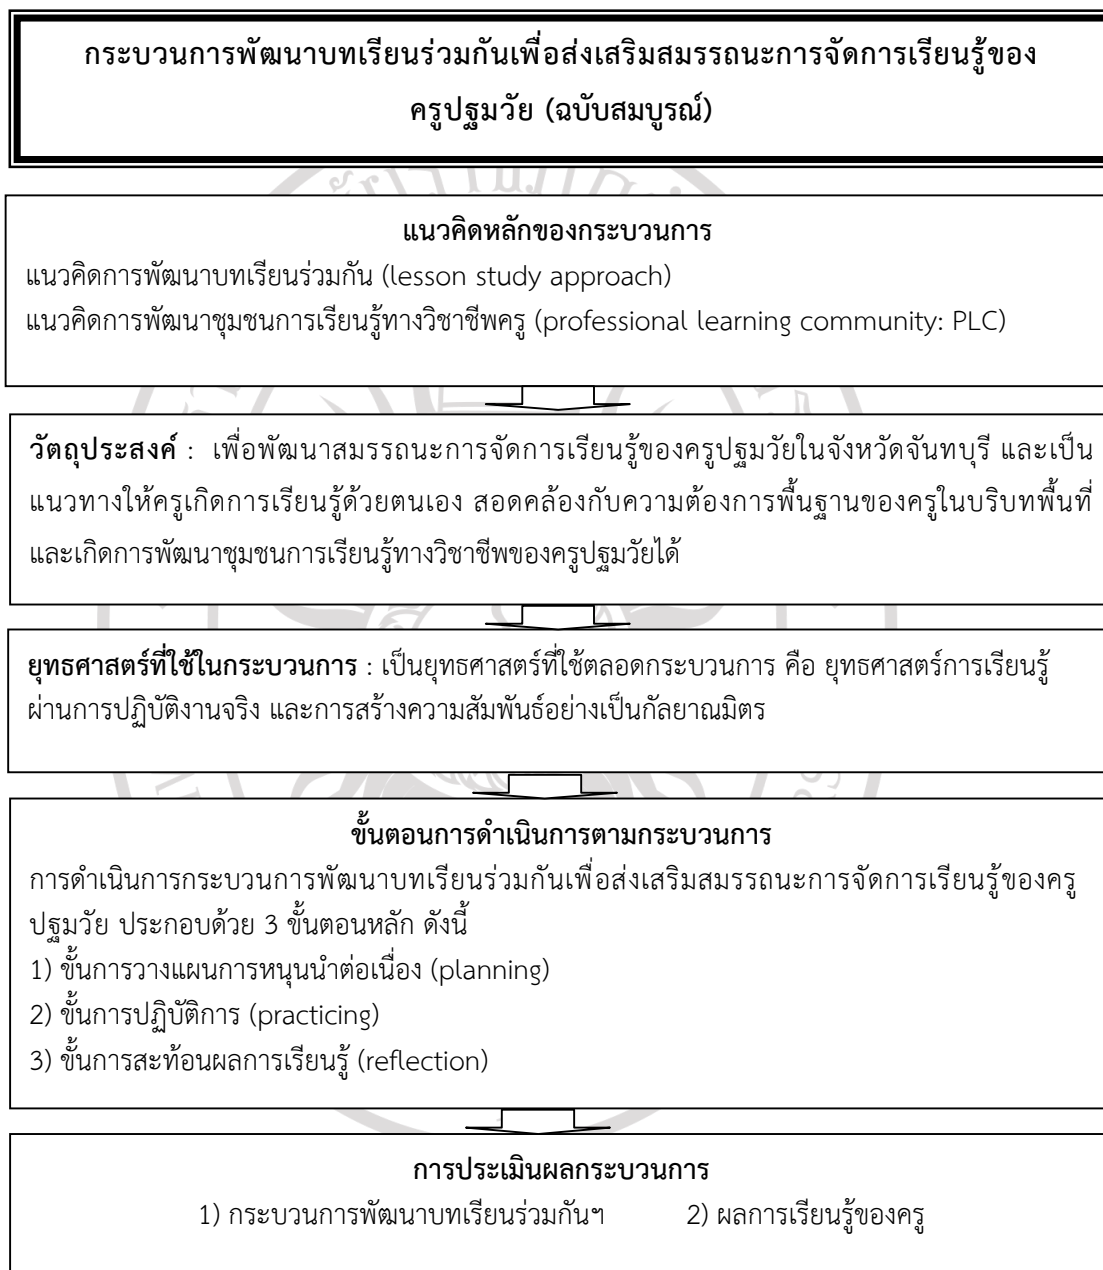 กระบวนการพัฒนาบทเรียนร่วมกันเพื่อส่งเสริมสมรรถนะการจัดการเรียนรู้ของ
ครูปฐมวัย (ฉบับสมบูรณ์)
แนวคิดหลักของกระบวนการ
แนวคิดการพัฒนาบทเรียนร่วมกัน (lesson study approach)
แนวคิดการพัฒนาชุมชนการเรียนรู้ทางวิชาชีพครู (professional learning community: PLC)
วัตถุประสงค์ : เพื่อพัฒนาสมรรถนะการจัดการเรียนรู้ของครูปฐมวัยในจังหวัดจันทบุรี และเป็น
แนวทางให้ครูเกิดการเรียนรู้ด้วยตนเอง สอดคล้องกับความต้องการพื้นฐานของครูในบริบทพื้นที่
และเกิดการพัฒนาชุมชนการเรียนรู้ทางวิชาชีพของครูปฐมวัยได้
ยุทธศาสตร์ที่ใช้ในกระบวนการ : เป็นยุทธศาสตร์ที่ใช้ตลอดกระบวนการ คือ ยุทธศาสตร์การเรียนรู้
ผ่านการปฏิบัติงานจริง และการสร้างความสัมพันธ์อย่างเป็นกัลยาณมิตร
ขั้นตอนการดำเนินการตามกระบวนการ
การดำเนินการกระบวนการพัฒนาบทเรียนร่วมกันเพื่อส่งเสริมสมรรถนะการจัดการเรียนรู้ของครู
ปฐมวัย ประกอบด้วย 3 ขั้นตอนหลัก ดังนี้
1) ขั้นการวางแผนการหนุนนำต่อเนื่อง (planning)
2) ขั้นการปฏิบัติการ (practicing)
3) ขั้นการสะท้อนผลการเรียนรู้ (reflection)
การประเมินผลกระบวนการ
1) กระบวนการพัฒนาบทเรียนร่วมกันฯ 2) ผลการเรียนรู้ของครู